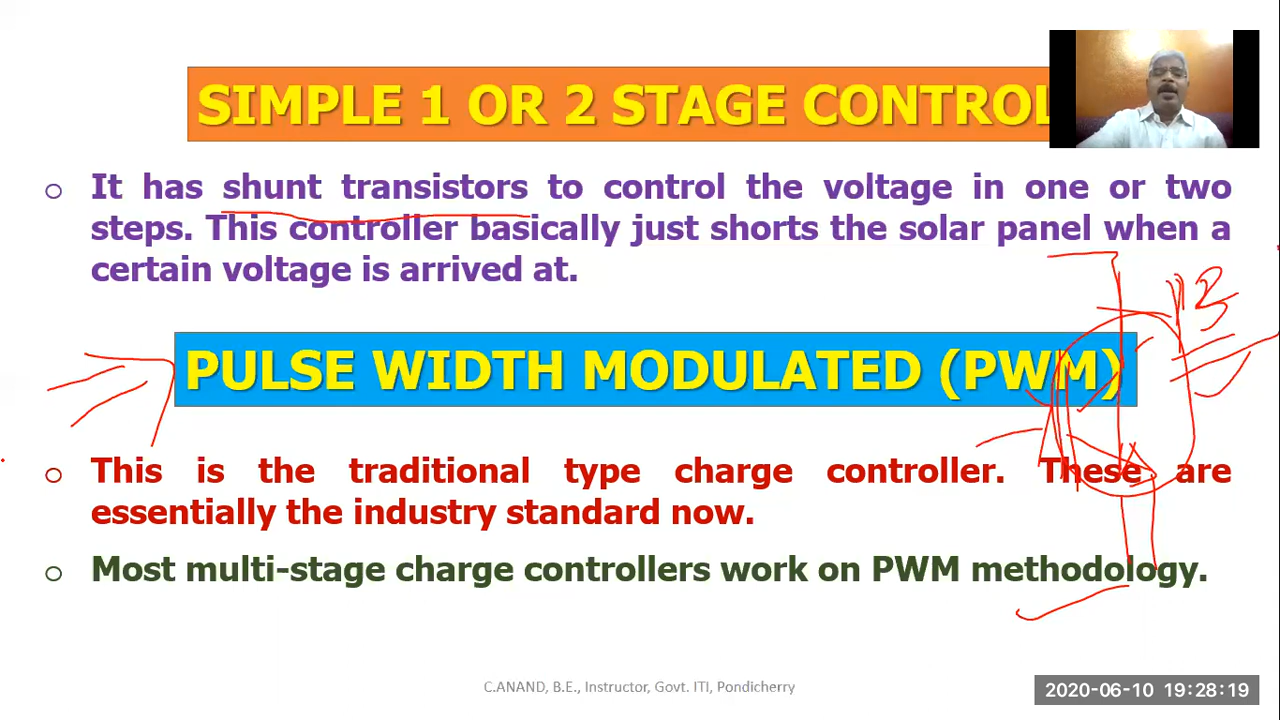 SIMPLE 1 OR 2 STAGE CONTROL
It has shunt transistors to control the voltage in one or two
steps. This controller basically just shorts the solar panel when a
certain voltage is arrived at.
PULSE WIDTH MODULATED (PWM)
This is the traditional type charge controller. These are
essentially the industry standard now.
Most multi-stage charge controllers work on PWM methodology.
C.ANAND, B.E., Instructor, Govt. ITI, Pondicherry
2020-06-10 19:28:19